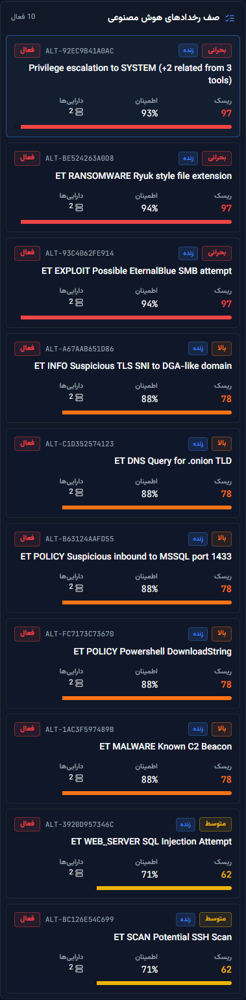 صف رخدادهای هوش مصنوعی
10 فعال
بحرانی زنده ALT-92EC9B41A0AC فعال
Privilege escalation to SYSTEM (+2 related from 3
tools)
ریسک اطمینان دارایی‌ها
97 93% 2
بحرانی زنده ALT-BE524263A0D8 فعال
ET RANSOMWARE Ryuk style file extension
ریسک اطمینان دارایی‌ها
97 94% 2
بحرانی زنده ALT-93C4062FE914 فعال
ET EXPLOIT Possible EternalBlue SMB attempt
ریسک اطمینان دارایی‌ها
97 94% 2
بالا زنده ALT-A67AAB651D86 فعال
ET INFO Suspicious TLS SNI to DGA-like domain
ریسک اطمینان دارایی‌ها
78 88% 2
بالا زنده ALT-C1D352574123 فعال
ET DNS Query for .onion TLD
ریسک اطمینان دارایی‌ها
78 88% 2
بالا زنده ALT-B63124AAFD55 فعال
ET POLICY Suspicious inbound to MSSQL port 1433
ریسک اطمینان دارایی‌ها
78 88% 2
بالا زنده ALT-FC7173C73670 فعال
ET POLICY Powershell DownloadString
ریسک اطمینان دارایی‌ها
78 88% 2
بالا زنده ALT-1AC3F597489B فعال
ET MALWARE Known C2 Beacon
ریسک اطمینان دارایی‌ها
78 88% 2
متوسط زنده ALT-3920D957346C فعال
ET WEB_SERVER SQL Injection Attempt
ریسک اطمینان دارایی‌ها
62 71% 2
متوسط زنده ALT-BC126E54C699 فعال
ET SCAN Potential SSH Scan
ریسک اطمینان دارایی‌ها
62 71% 2